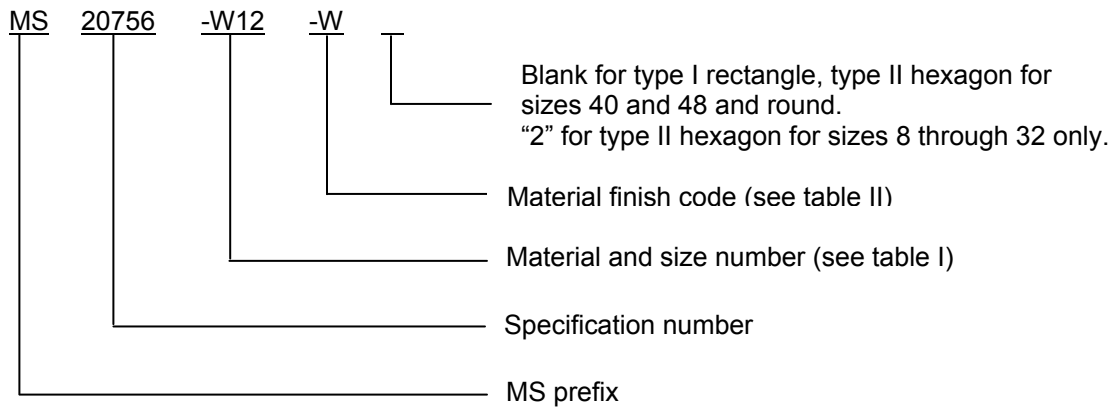 MS 20756 -W12 -W
Blank for type I rectangle, type II hexagon for
sizes 40 and 48 and round.
“2” for type II hexagon for sizes 8 through 32 only.
Material finish code (see table II)
Material and size number (see table I)
Specification number
MS prefix